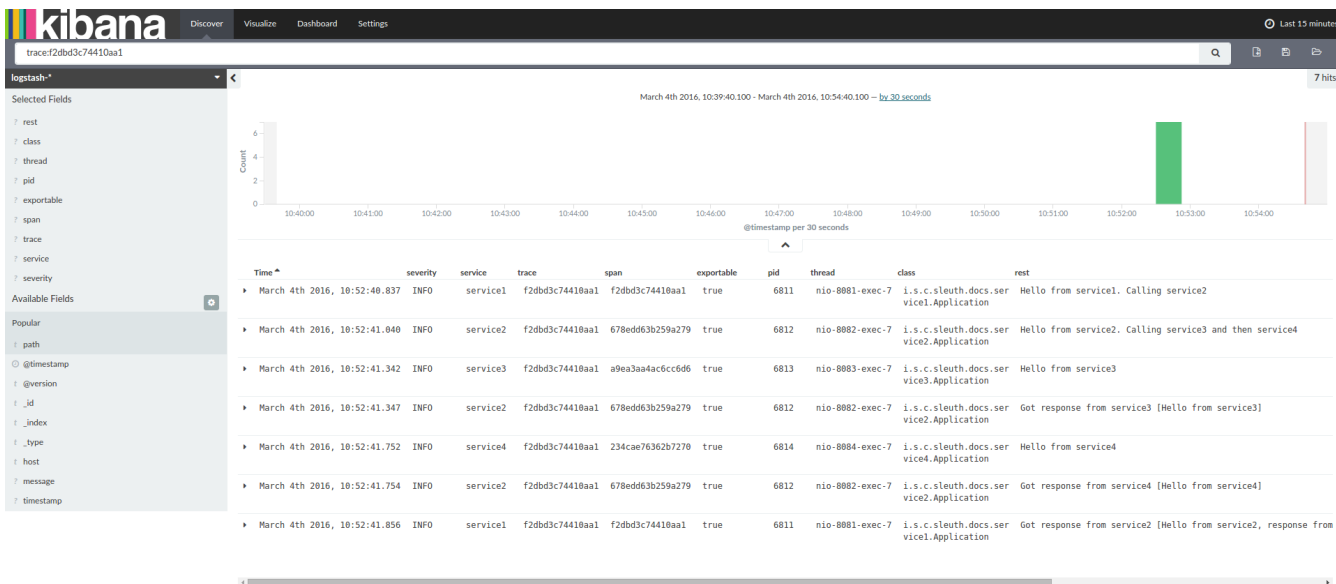 kibana Discover Visualize Dashboard Settings Last 15 minutes
trace:f2dbd3c74410aa1
logstash-*
7 hits
Selected Fields
? rest
? class
? thread
? pid
? exportable
? span
? trace
? service
? severity
Available Fields
Popular
t path
@timestamp
t @version
t _id
t _index
t _type
t host
? message
? timestamp
March 4th 2016, 10:39:40.100 - March 4th 2016, 10:54:40.100 — by 30 seconds
Count
6
4
2
0
10:40:00 10:41:00 10:42:00 10:43:00 10:44:00 10:45:00 10:46:00 10:47:00 10:48:00 10:49:00 10:50:00 10:51:00 10:52:00 10:53:00 10:54:00
@timestamp per 30 seconds
Time severity service trace span exportable pid thread class rest
March 4th 2016, 10:52:40.837 INFO service1 f2dbd3c74410aa1 f2dbd3c74410aa1 true 6811 nio-8081-exec-7 i.s.c.sleuth.docs.ser Hello from service1. Calling service2
vice1.Application
March 4th 2016, 10:52:41.040 INFO service2 f2dbd3c74410aa1 678edd63b259a279 true 6812 nio-8082-exec-7 i.s.c.sleuth.docs.ser Hello from service2. Calling service3 and then service4
vice2.Application
March 4th 2016, 10:52:41.342 INFO service3 f2dbd3c74410aa1 a9ea3aa4ac6cc6d6 true 6813 nio-8083-exec-7 i.s.c.sleuth.docs.ser Hello from service3
vice3.Application
March 4th 2016, 10:52:41.347 INFO service2 f2dbd3c74410aa1 678edd63b259a279 true 6812 nio-8082-exec-7 i.s.c.sleuth.docs.ser Got response from service3 [Hello from service3]
vice2.Application
March 4th 2016, 10:52:41.752 INFO service4 f2dbd3c74410aa1 234cae76362b7270 true 6814 nio-8084-exec-7 i.s.c.sleuth.docs.ser Hello from service4
vice4.Application
March 4th 2016, 10:52:41.754 INFO service2 f2dbd3c74410aa1 678edd63b259a279 true 6812 nio-8082-exec-7 i.s.c.sleuth.docs.ser Got response from service4 [Hello from service4]
vice2.Application
March 4th 2016, 10:52:41.856 INFO service1 f2dbd3c74410aa1 f2dbd3c74410aa1 true 6811 nio-8081-exec-7 i.s.c.sleuth.docs.ser Got response from service2 [Hello from service2, response from
vice1.Application